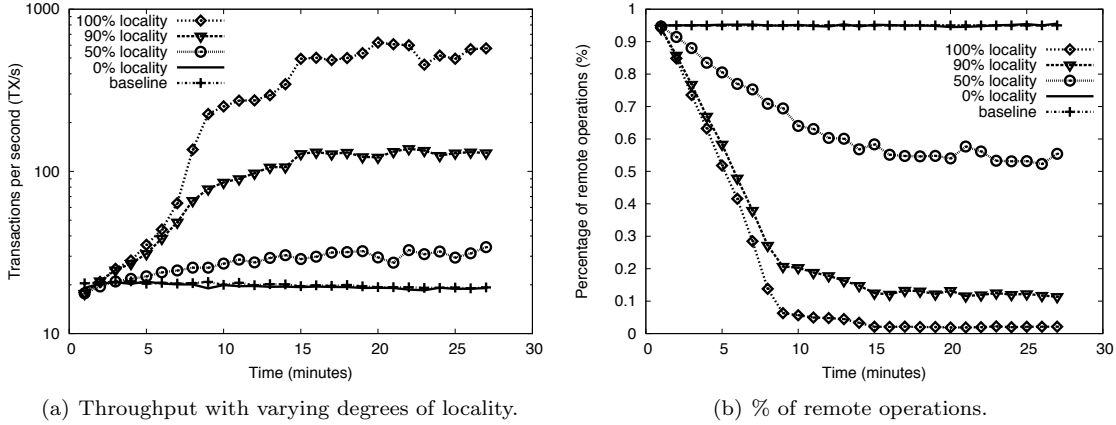 1000
100
10
0
5
10
15
20
25
30
Transactions per second (TX/s)
Time (minutes)
100% locality
90% locality
50% locality
0% locality
baseline
(a) Throughput with varying degrees of locality.
1
0.9
0.8
0.7
0.6
0.5
0.4
0.3
0.2
0.1
0
0
5
10
15
20
25
30
Percentage of remote operations (%)
Time (minutes)
100% locality
90% locality
50% locality
0% locality
baseline
(b) % of remote operations.